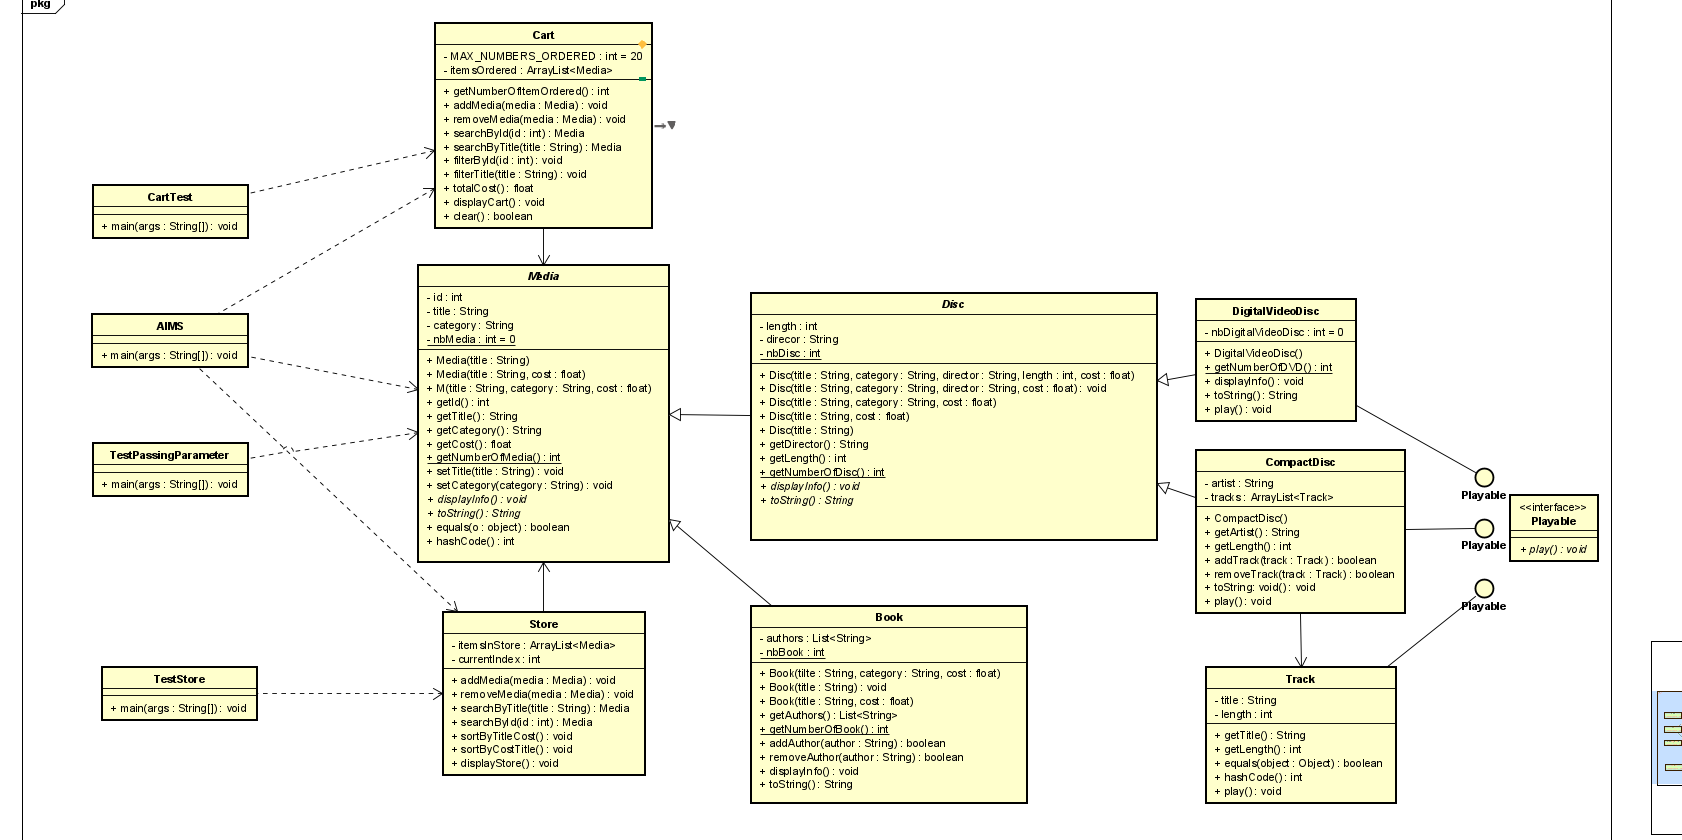 pkg
Cart
- MAX_NUMBERS_ORDERED : int = 20
- itemsOrdered : ArrayList<Media>
+ getNumberOfItemOrdered() : int
+ addMedia(media : Media) : void
+ removeMedia(media : Media) : void
+ searchById(id : int) : Media
+ searchByTitle(title : String) : Media
+ filterById(id : int) : void
+ filterTitle(title : String) : void
+ totalCost() : float
+ displayCart() : void
+ clear() : boolean
CartTest
+ main(args : String[]) : void
AIMS
+ main(args : String[]) : void
TestPassingParameter
+ main(args : String[]) : void
TestStore
+ main(args : String[]) : void
Media
- id : int
- title : String
- category : String
- nbMedia : int = 0
+ Media(title : String)
+ Media(title : String, cost : float)
+ M(title : String, category : String, cost : float)
+ getId() : int
+ getTitle() : String
+ getCategory() : String
+ getCost() : float
+ getNumberOfMedia() : int
+ setTitle(title : String) : void
+ setCategory(category : String) : void
+ displayInfo() : void
+ toString() : String
+ equals(o : object) : boolean
+ hashCode() : int
Store
- itemsInStore : ArrayList<Media>
- currentIndex : int
+ addMedia(media : Media) : void
+ removeMedia(media : Media) : void
+ searchByTitle(title : String) : Media
+ searchById(id : int) : Media
+ sortByTitleCost() : void
+ sortByCostTitle() : void
+ displayStore() : void
Disc
- length : int
- direcor : String
- nbDisc : int
+ Disc(title : String, category : String, director : String, length : int, cost : float)
+ Disc(title : String, category : String, director : String, cost : float) : void
+ Disc(title : String, category : String, cost : float)
+ Disc(title : String, cost : float)
+ Disc(title : String)
+ getDirector() : String
+ getLength() : int
+ getNumberOfDisc() : int
+ displayInfo() : void
+ toString() : String
Book
- authors : List<String>
- nbBook : int
+ Book(tilte : String, category : String, cost : float)
+ Book(title : String) : void
+ Book(title : String, cost : float)
+ getAuthors() : List<String>
+ getNumberOfBook() : int
+ addAuthor(author : String) : boolean
+ removeAuthor(author : String) : boolean
+ displayInfo() : void
+ toString() : String
DigitalVideoDisc
- nbDigitalVideoDisc : int = 0
+ DigitalVideoDisc()
+ getNumberOfDVD() : int
+ displayInfo() : void
+ toString() : String
+ play() : void
CompactDisc
- artist : String
- tracks : ArrayList<Track>
+ CompactDisc()
+ getArtist() : String
+ getLength() : int
+ addTrack(track : Track) : boolean
+ removeTrack(track : Track) : boolean
+ toString: void() : void
+ play() : void
Playable
Playable
Playable
<<interface>>
Playable
+ play() : void
Track
- title : String
- length : int
+ getTitle() : String
+ getLength() : int
+ equals(object : Object) : boolean
+ hashCode() : int
+ play() : void